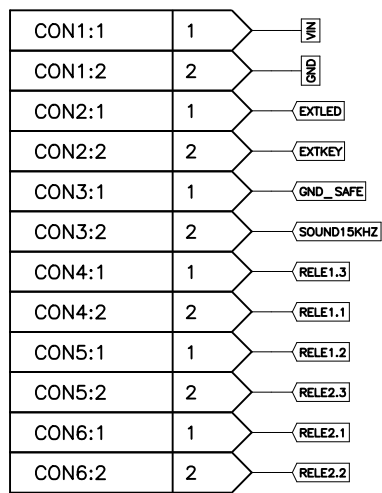 CON1:1 1 VIN
CON1:2 2 GND
CON2:1 1 EXTLED
CON2:2 2 EXTKEY
CON3:1 1 GND_SAFE
CON3:2 2 SOUND15KHZ
CON4:1 1 RELE1.3
CON4:2 2 RELE1.1
CON5:1 1 RELE1.2
CON5:2 2 RELE2.3
CON6:1 1 RELE2.1
CON6:2 2 RELE2.2